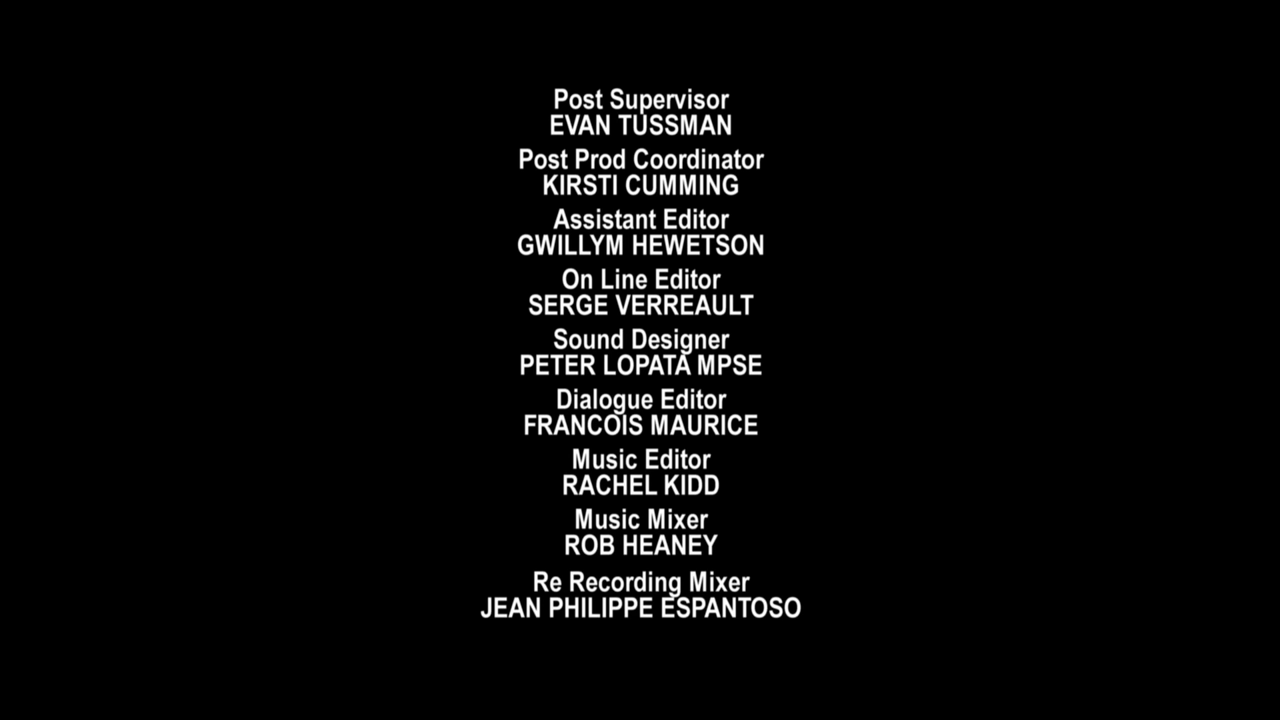 Post Supervisor
EVAN TUSSMAN
Post Prod Coordinator
KIRSTI CUMMING
Assistant Editor
GWILLYM HEWETSON
On Line Editor
SERGE VERREAULT
Sound Designer
PETER LOPATA MPSE
Dialogue Editor
FRANCOIS MAURICE
Music Editor
RACHEL KIDD
Music Mixer
ROB HEANEY
Re Recording Mixer
JEAN PHILIPPE ESPANTOSO